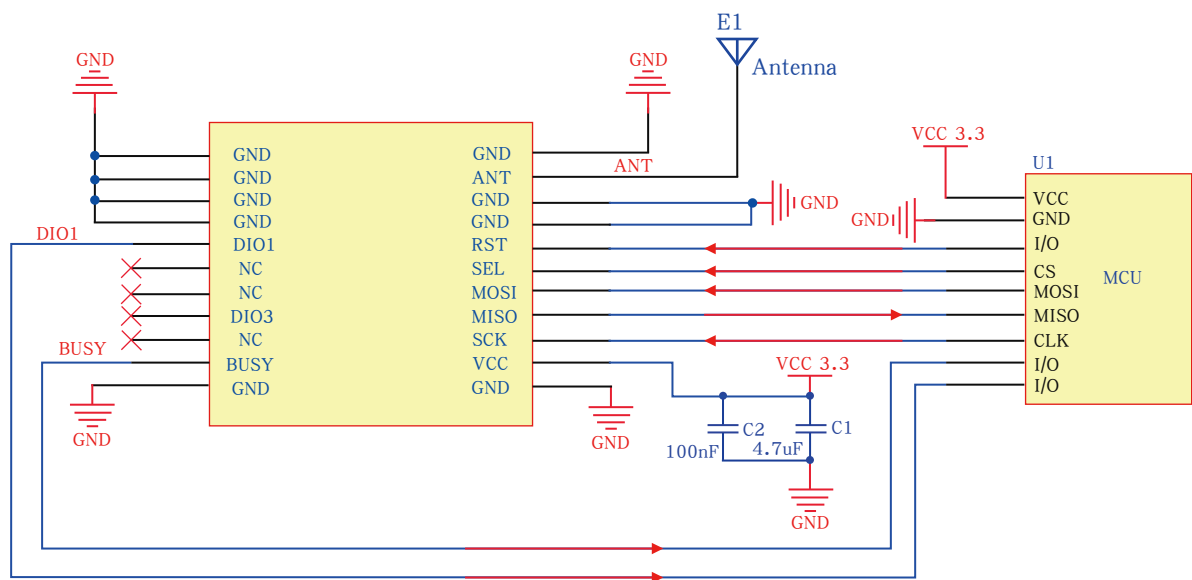 E1
Antenna
GND
GND
ANT
VCC 3.3
U1
GND
GND
GND
GND
DIO1
NC
NC
DIO3
NC
BUSY
GND
GND
ANT
GND
GND
RST
SEL
MOSI
MISO
SCK
VCC
GND
DIO1
BUSY
GND
GND
GND
GND
VCC
GND
I/O
CS
MOSI
MISO
CLK
I/O
I/O
MCU
VCC 3.3
C2
100nF
C1
4.7uF
GND